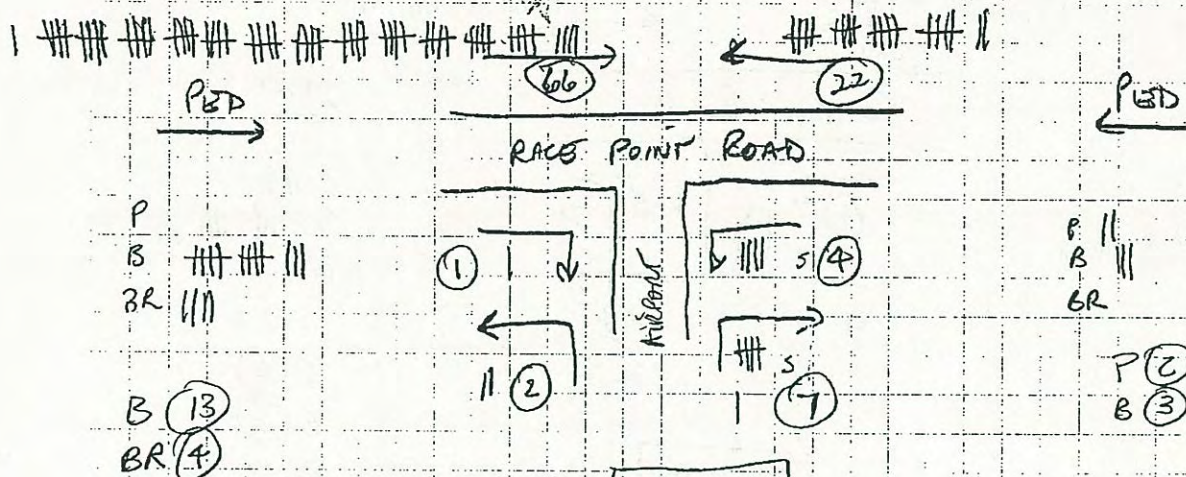 66 22
PED PED
RACE POINT ROAD
P
B
BR
1
S 4
AIRPORT
P
B
BR
2
S
7
B 13
BR 4
P 2
B 3